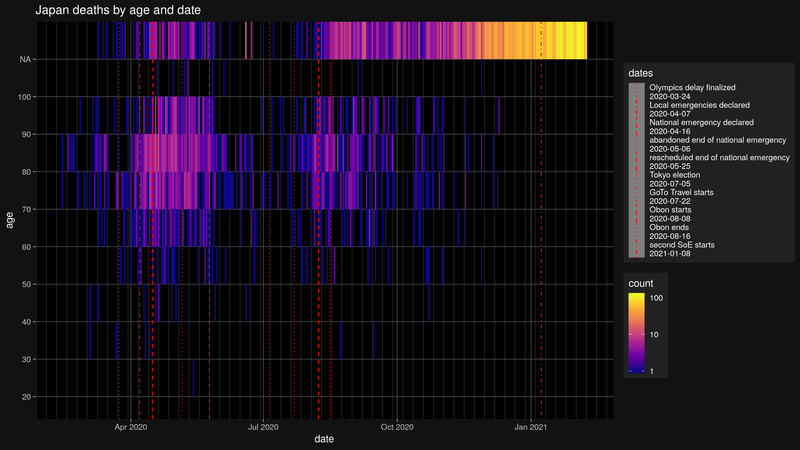 Japan deaths by age and date
NA
100
90
80
70
60
50
40
30
20
age
Apr 2020
Jul 2020
Oct 2020
Jan 2021
date
dates
Olympics delay finalized
2020-03-24
Local emergencies declared
2020-04-07
National emergency declared
2020-04-16
abandoned end of national emergency
2020-05-06
rescheduled end of national emergency
2020-05-25
Tokyo election
2020-07-05
GoTo Travel starts
2020-07-22
Obon starts
2020-08-08
Obon ends
2020-08-16
second SoE starts
2021-01-08
count
100
10
1